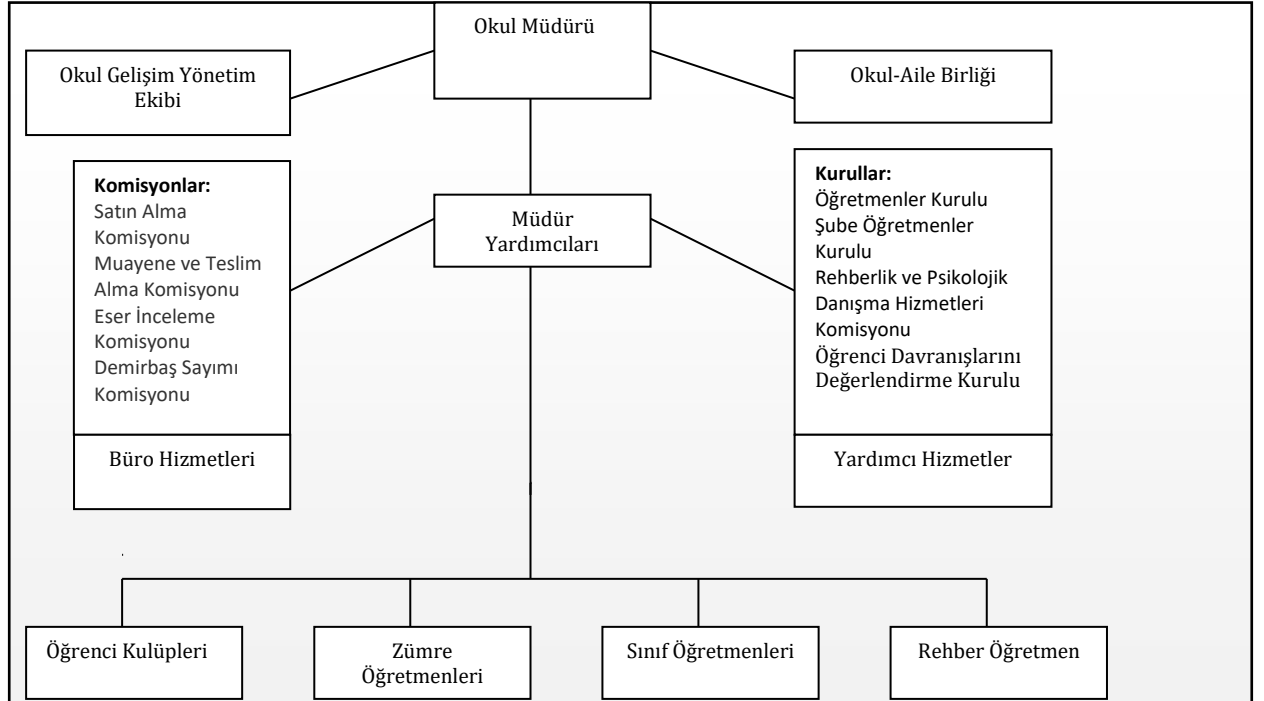 Okul Müdürü
Okul Gelişim Yönetim
Ekibi
Okul-Aile Birliği
Komisyonlar:
Satın Alma
Komisyonu
Muayene ve Teslim
Alma Komisyonu
Eser İnceleme
Komisyonu
Demirbaş Sayımı
Komisyonu
Müdür
Yardımcıları
Kurullar:
Öğretmenler Kurulu
Şube Öğretmenler
Kurulu
Rehberlik ve Psikolojik
Danışma Hizmetleri
Komisyonu
Öğrenci Davranışlarını
Değerlendirme Kurulu
Büro Hizmetleri
Yardımcı Hizmetler
Öğrenci Kulüpleri
Zümre
Öğretmenleri
Sınıf Öğretmenleri
Rehber Öğretmen